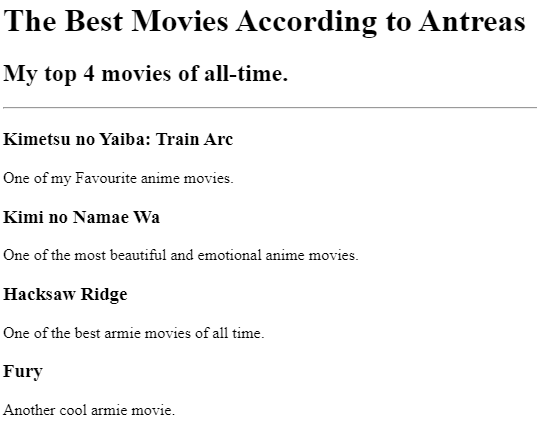 The Best Movies According to Antreas
My top 4 movies of all-time.
Kimetsu no Yaiba: Train Arc
One of my Favourite anime movies.
Kimi no Namae Wa
One of the most beautiful and emotional anime movies.
Hacksaw Ridge
One of the best armie movies of all time.
Fury
Another cool armie movie.